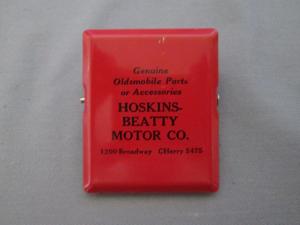 Genuine
Oldsmobile Parts
or Accessories
HOSKINS-
BEATTY
MOTOR CO.
1200 Broadway CHerry 5475